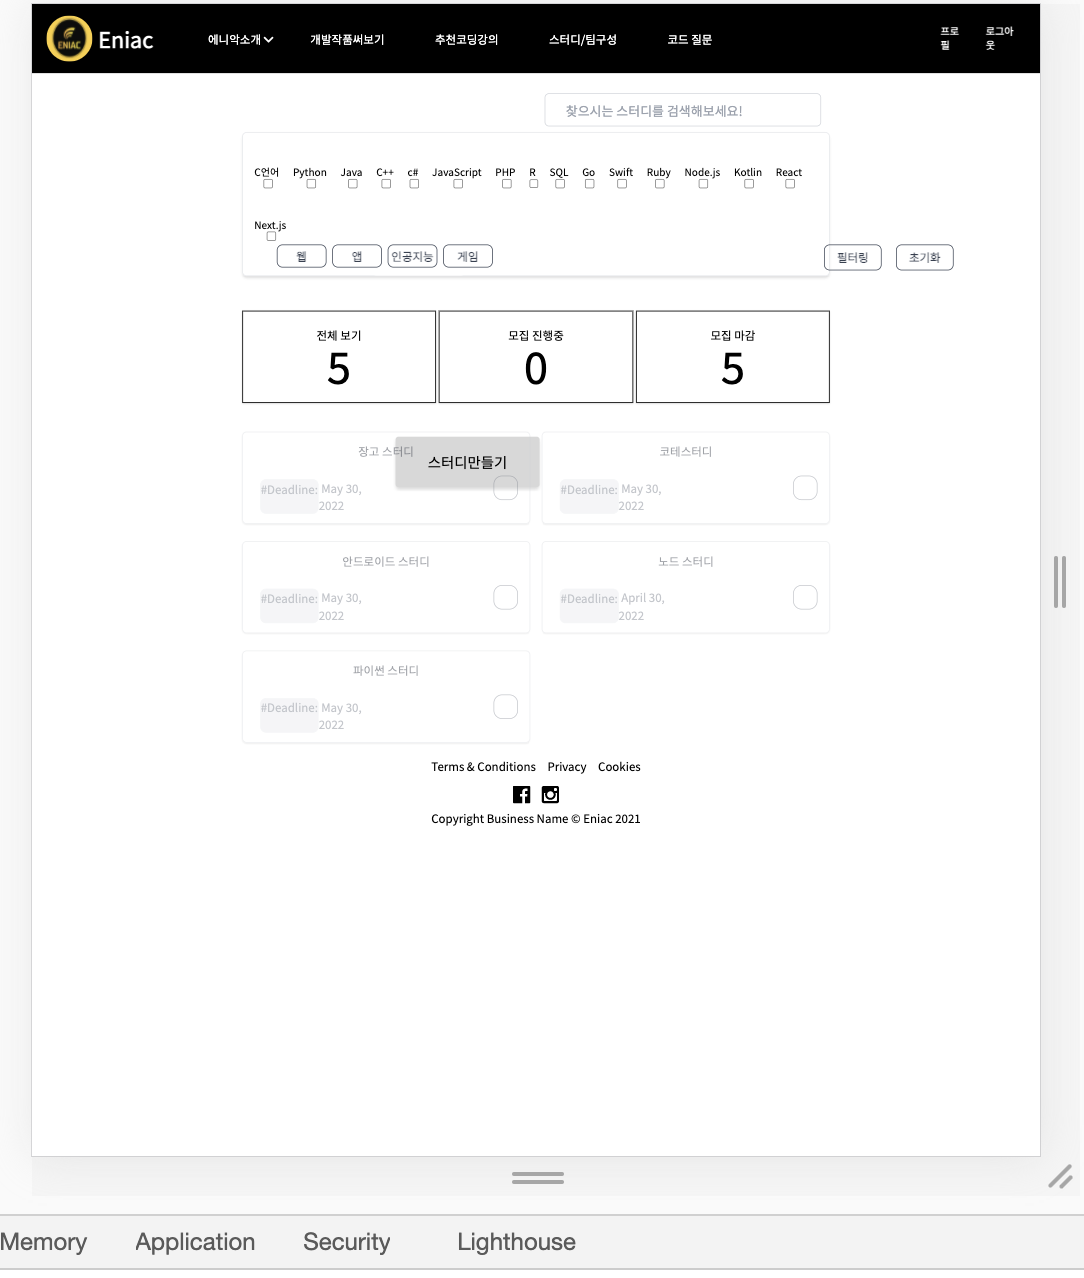 ENIAC Eniac 에니악소개 개발작품써보기 추천코딩강의 스터디/팀구성 코드 질문 프로필 로그아웃
찾으시는 스터디를 검색해보세요!
C언어 Python Java C++ c# JavaScript PHP R SQL Go Swift Ruby Node.js Kotlin React
Next.js
웹 앱 인공지능 게임 필터링 초기화
전체 보기 모집 진행중 모집 마감
5 0 5
장고 스터디 코테스터디
스터디만들기
#Deadline: May 30, #Deadline: May 30,
2022 2022
안드로이드 스터디 노드 스터디
#Deadline: May 30, #Deadline: April 30,
2022 2022
파이썬 스터디
#Deadline: May 30,
2022
Terms & Conditions Privacy Cookies
Copyright Business Name © Eniac 2021
Memory Application Security Lighthouse